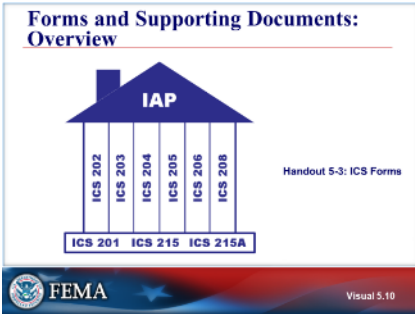 Forms and Supporting Documents:
Overview
IAP
ICS 202
ICS 203
ICS 204
ICS 205
ICS 206
ICS 208
Handout 5-3: ICS Forms
ICS 201 ICS 215 ICS 215A
FEMA
Visual 5.10